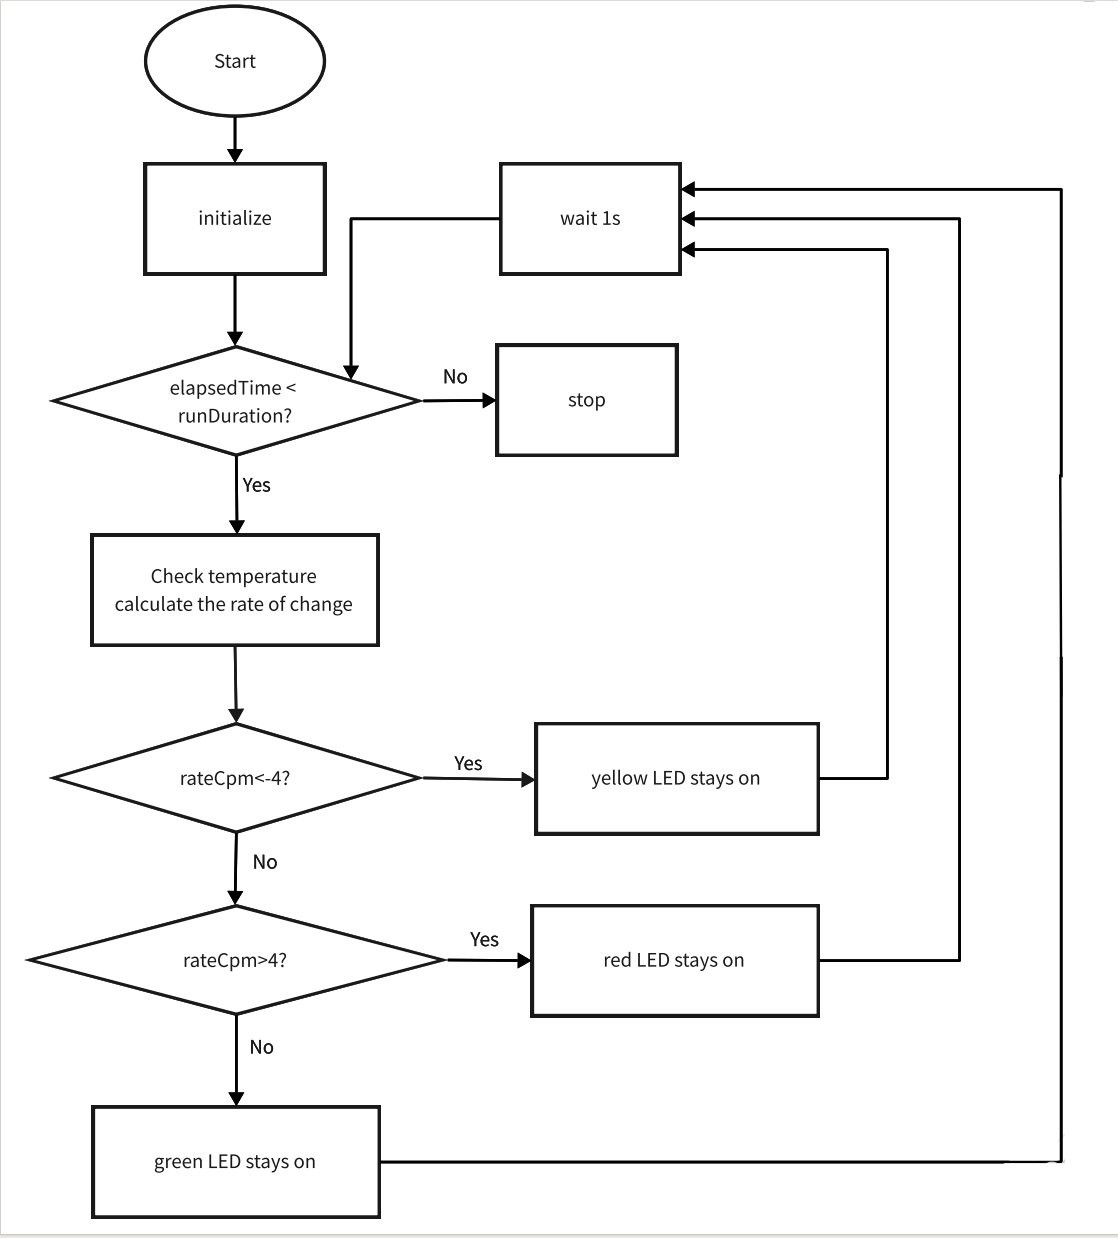 Start
initialize
wait 1s
elapsedTime <
runDuration?
No
stop
Yes
Check temperature
calculate the rate of change
rateCpm<-4?
Yes
yellow LED stays on
No
rateCpm>4?
Yes
red LED stays on
No
green LED stays on